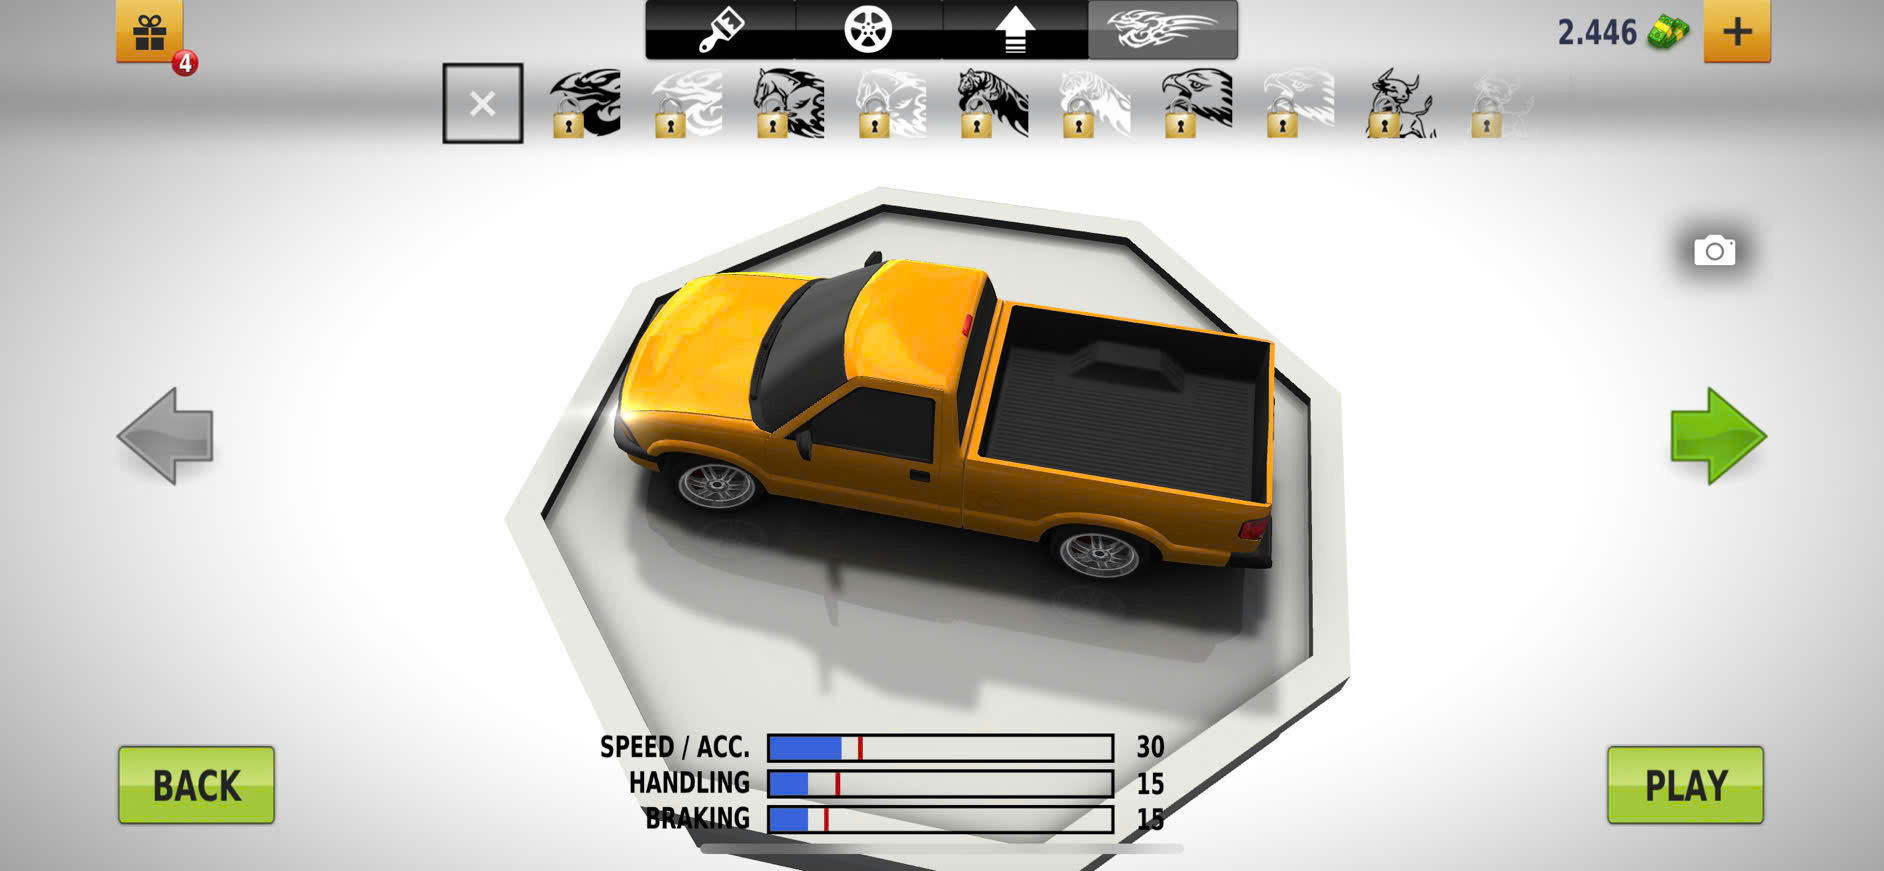 4
2.446
+
SPEED / ACC. 30
HANDLING 15
BRAKING 15
BACK
PLAY